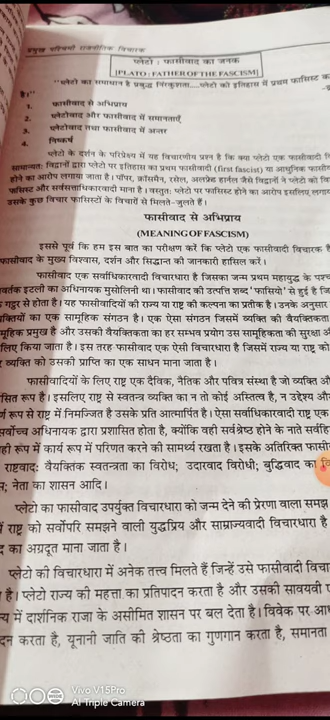 प्रमुख पश्चिमी राजनीतिक विचारक
प्लेटो : फासीवाद का जनक
[PLATO : FATHER OF THE FASCISM]
"प्लेटो का समाधान है प्रबुद्ध निरंकुशता.....प्लेटो को इतिहास में प्रथम फासिस्ट क
है।"
1. फासीवाद से अभिप्राय
2. प्लेटोवाद और फासीवाद में समानताएँ
3. प्लेटोवाद तथा फासीवाद में अन्तर
4. निष्कर्ष
प्लेटो के दर्शन के परिप्रेक्ष्य में यह विचारणीय प्रश्न है कि क्या प्लेटो एक फासीवादी वि
सामान्यतः विद्वानों द्वारा प्लेटो पर इतिहास का प्रथम फासीवादी (first fascist) या आधुनिक फासी
होने का आरोप लगाया जाता है। पॉपर, क्रॉसमैन, रसेल, आल्फ्रेड हार्नल जैसे विद्वानों ने प्लेटो को वि
फासिस्ट और सर्वसत्ताधिकारवादी माना है। वस्तुतः प्लेटो पर फासिस्ट होने का आरोप इसलिए लगाय
उसके कुछ विचार फासिस्टों के विचारों से मिलते-जुलते हैं।
फासीवाद से अभिप्राय
(MEANING OF FASCISM)
इससे पूर्व कि हम इस बात का परीक्षण करें कि प्लेटो एक फासीवादी विचारक है
फासीवाद के मुख्य विश्वास, दर्शन और सिद्धान्त की जानकारी हासिल करें।
फासीवाद एक सर्वाधिकारवादी विचारधारा है जिसका जन्म प्रथम महायुद्ध के पश्च
वर्तक इटली का अधिनायक मुसोलिनी था। फासीवाद की उत्पत्ति शब्द 'फासियो' से हुई है जि
गट्ठर से होता है। यह फासीवादियों की राज्य या राष्ट्र की कल्पना का प्रतीक है। उनके अनुसार
क्तियों का एक सामूहिक संगठन है। एक ऐसा संगठन जिसमें व्यक्ति की वैयक्तिकता
मूहिक प्रमुख है और उसकी वैयक्तिकता का हर सम्भव प्रयोग उस सामूहिकता की सुरक्षा औ
लिए किया जाता है। इस तरह फासीवाद एक ऐसी विचारधारा है जिसमें राज्य या राष्ट्र को
व्यक्ति को उसकी प्राप्ति का एक साधन माना जाता है।
फासीवादियों के लिए राष्ट्र एक दैविक, नैतिक और पवित्र संस्था है जो व्यक्ति औ
सित रूप है। इसलिए राष्ट्र से स्वतन्त्र व्यक्ति का न तो कोई अस्तित्व है, न उद्देश्य और
र्ण रूप से राष्ट्र में निमज्जित है उसके प्रति आत्मार्पित है। ऐसा सर्वाधिकारवादी राष्ट्र एक
सर्वोच्च अधिनायक द्वारा प्रशासित होता है, क्योंकि वही सर्वश्रेष्ठ होने के नाते सर्वहि
ही रूप में कार्य रूप में परिणत करने की सामर्थ्य रखता है। इसके अतिरिक्त फासी
राष्ट्रवाद: वैयक्तिक स्वतन्त्रता का विरोध; उदारवाद विरोधी; बुद्धिवाद का वि
न; नेता का शासन आदि।
प्लेटो का फासीवाद उपर्युक्त विचारधारा को जन्म देने की प्रेरणा वाला समझ
में राष्ट्र को सर्वोपरि समझने वाली युद्धप्रिय और साम्राज्यवादी विचारधारा है
द का अग्रदूत माना जाता है।
प्लेटो की विचारधारा में अनेक तत्त्व मिलते हैं जिन्हें उसे फासीवादी विचा
है। प्लेटो राज्य की महत्ता का प्रतिपादन करता है और उसकी सावयवी प
ज्य में दार्शनिक राजा के असीमित शासन पर बल देता है। विवेक पर आध
दन करता है, यूनानी जाति की श्रेष्ठता का गुणगान करता है, समानता
Vivo V15Pro
AI Triple Camera